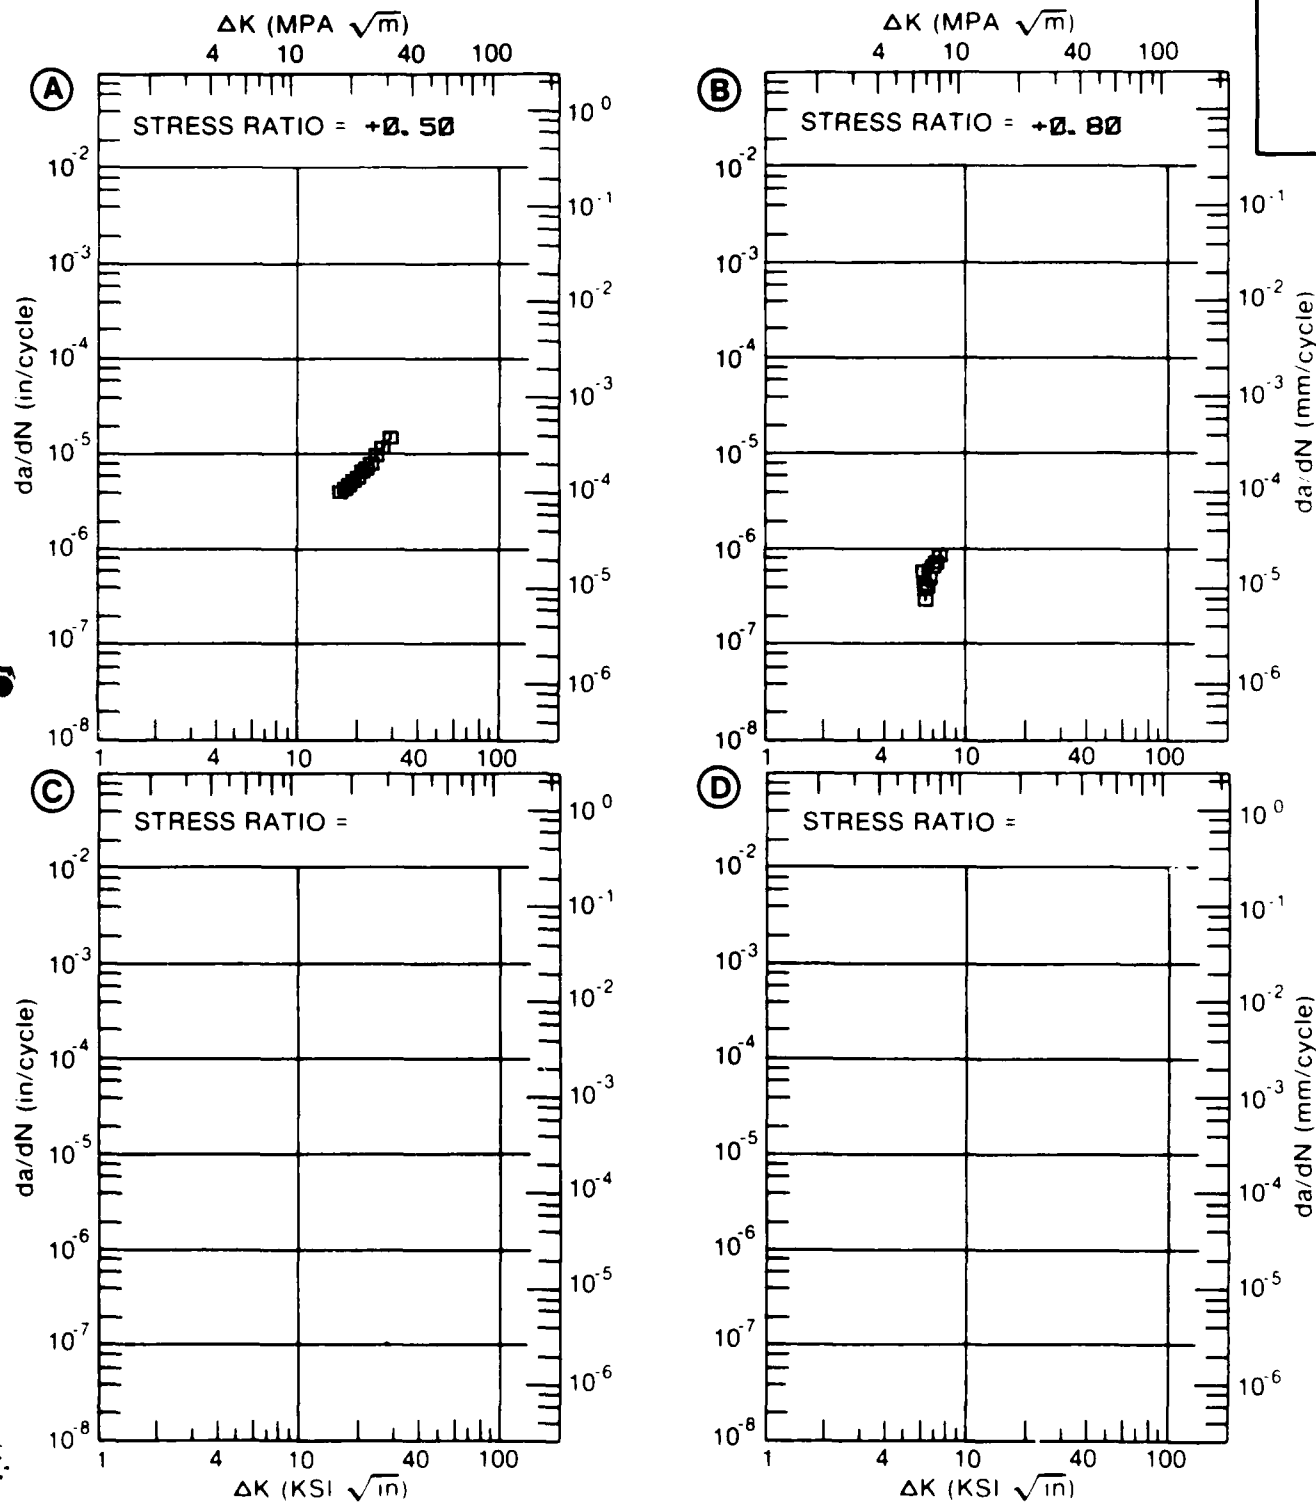 ΔK (MPA √m)
4 10 40 100
A
STRESS RATIO = +0.50
10^0
10^-2
10^-1
10^-3
10^-2
10^-4
10^-3
10^-5
10^-4
10^-6
10^-5
10^-7
10^-6
10^-8
1 4 10 40 100
da/dN (in/cycle)
ΔK (MPA √m)
4 10 40 100
B
STRESS RATIO = +0.80
10^-2
10^-1
10^-3
10^-2
10^-4
10^-3
10^-5
10^-4
10^-6
10^-5
10^-7
10^-6
10^-8
1 4 10 40 100
da/dN (mm/cycle)
C
STRESS RATIO =
10^0
10^-2
10^-1
10^-3
10^-2
10^-4
10^-3
10^-5
10^-4
10^-6
10^-5
10^-7
10^-6
10^-8
1 4 10 40 100
da/dN (in/cycle)
ΔK (KSI √in)
D
STRESS RATIO =
10^0
10^-2
10^-1
10^-3
10^-2
10^-4
10^-3
10^-5
10^-4
10^-6
10^-5
10^-7
10^-6
10^-8
1 4 10 40 100
da/dN (mm/cycle)
ΔK (KSI √in)